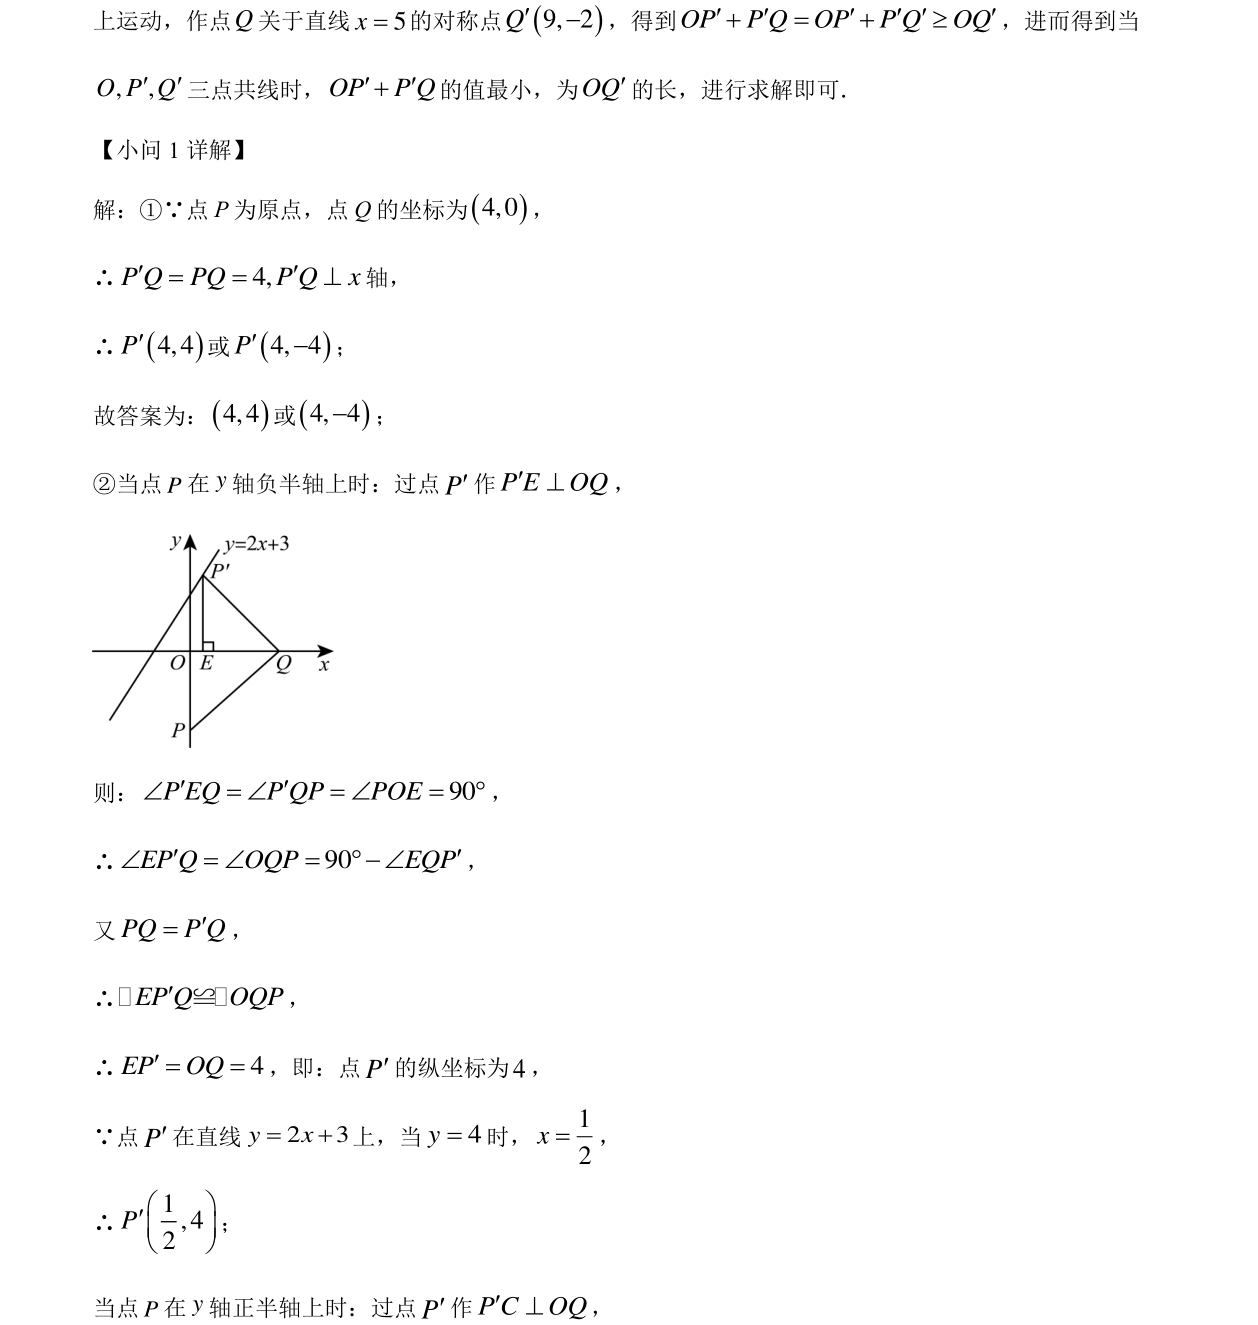 上运动，作点Q关于直线x=5的对称点Q′(9,−2)，得到OP′+P′Q=OP′+P′Q′≥OQ′，进而得到当
O,P′,Q′三点共线时，OP′+P′Q的值最小，为OQ′的长，进行求解即可.
【小问1详解】
解：①∵点P为原点，点Q的坐标为(4,0)，
∴P′Q=PQ=4,P′Q⊥x轴，
∴P′(4,4)或P′(4,−4)；
故答案为：(4,4)或(4,−4)；
②当点P在y轴负半轴上时：过点P′作P′E⊥OQ，
y
y=2x+3
P′
O
E
Q
x
P
则：∠P′EQ=∠P′QP=∠POE=90°，
∴∠EP′Q=∠OQP=90°−∠EQP′，
又PQ=P′Q，
∴□EP′Q≌□OQP，
∴EP′=OQ=4，即：点P′的纵坐标为4，
∵点P′在直线y=2x+3上，当y=4时，x=1/2，
∴P′(1/2,4)；
当点P在y轴正半轴上时：过点P′作P′C⊥OQ，